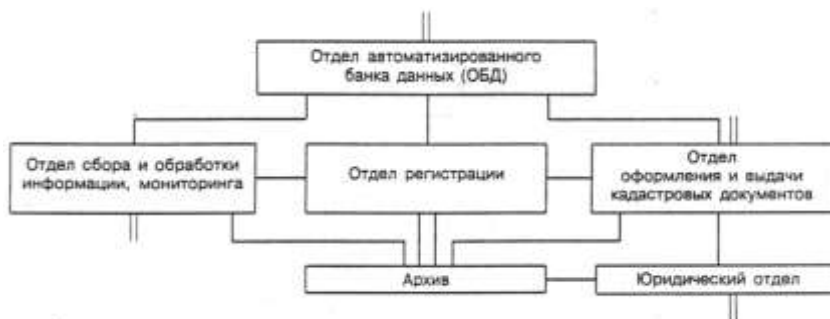 Отдел автоматизированного
банка данных (ОБД)
Отдел сбора и обработки
информации, мониторинга
Отдел регистрации
Отдел
оформления и выдачи
кадастровых документов
Архив
Юридический отдел